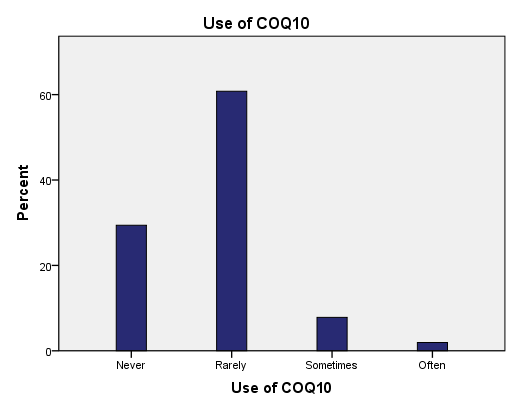 Use of COQ10
Percent
60
40
20
0
Never Rarely Sometimes Often
Use of COQ10